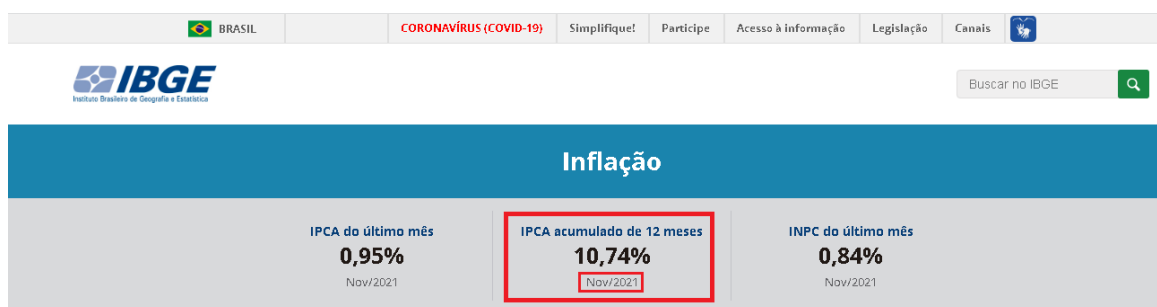 BRASIL CORONAVÍRUS (COVID-19) Simplifique! Participe Acesso à informação Legislação Canais
IBGE
Instituto Brasileiro de Geografia e Estatística
Buscar no IBGE
Inflação
IPCA do último mês
0,95%
Nov/2021
IPCA acumulado de 12 meses
10,74%
Nov/2021
INPC do último mês
0,84%
Nov/2021